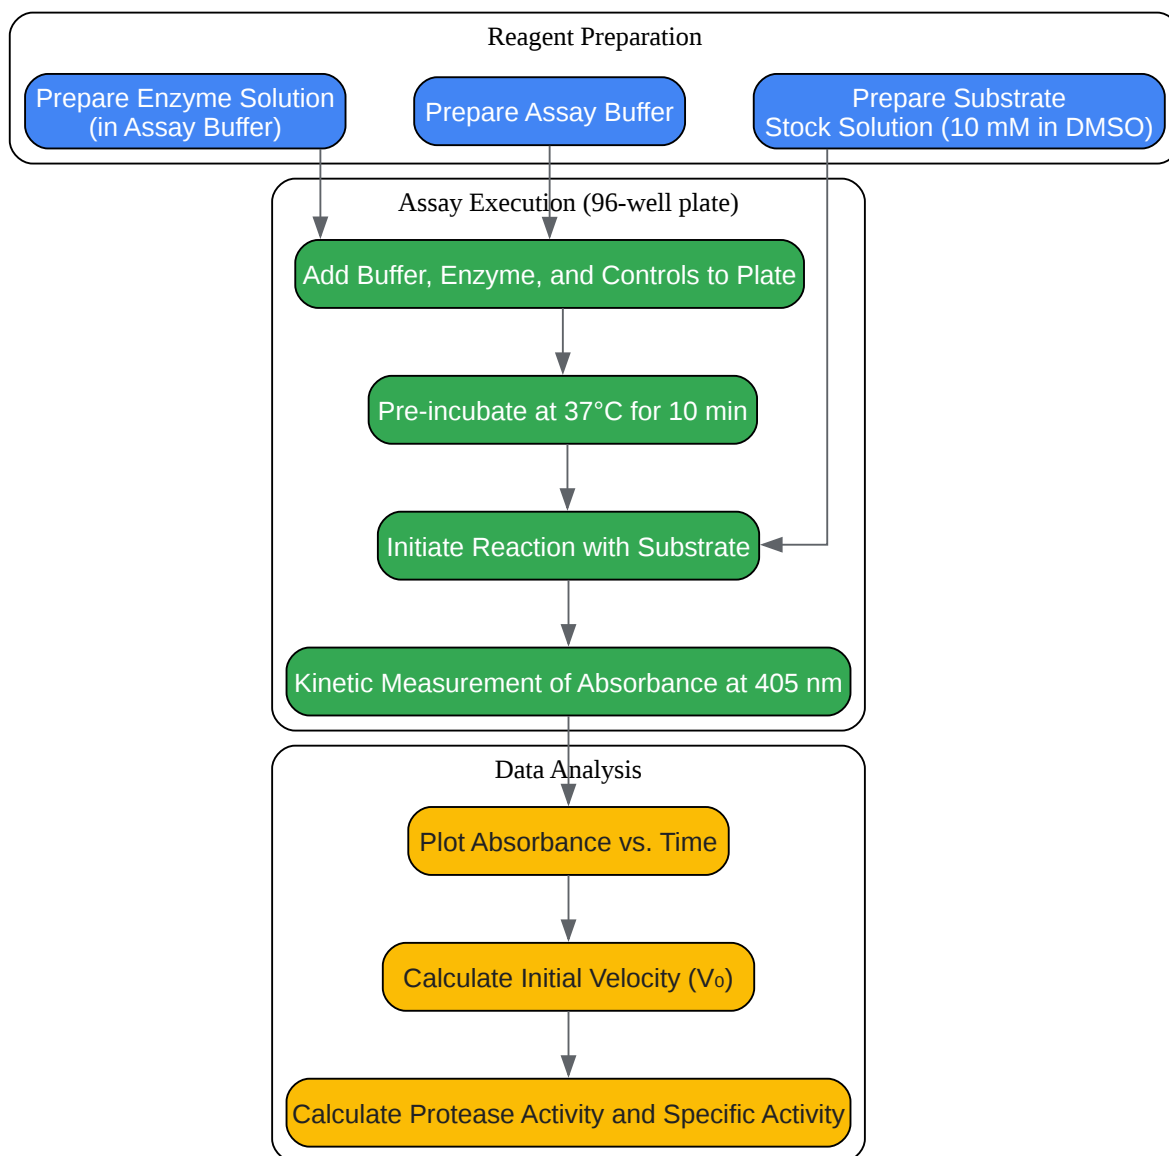 Reagent Preparation
Prepare Enzyme Solution
(in Assay Buffer)
Prepare Assay Buffer
Prepare Substrate
Stock Solution (10 mM in DMSO)
Assay Execution (96-well plate)
Add Buffer, Enzyme, and Controls to Plate
Pre-incubate at 37°C for 10 min
Initiate Reaction with Substrate
Kinetic Measurement of Absorbance at 405 nm
Data Analysis
Plot Absorbance vs. Time
Calculate Initial Velocity (V₀)
Calculate Protease Activity and Specific Activity